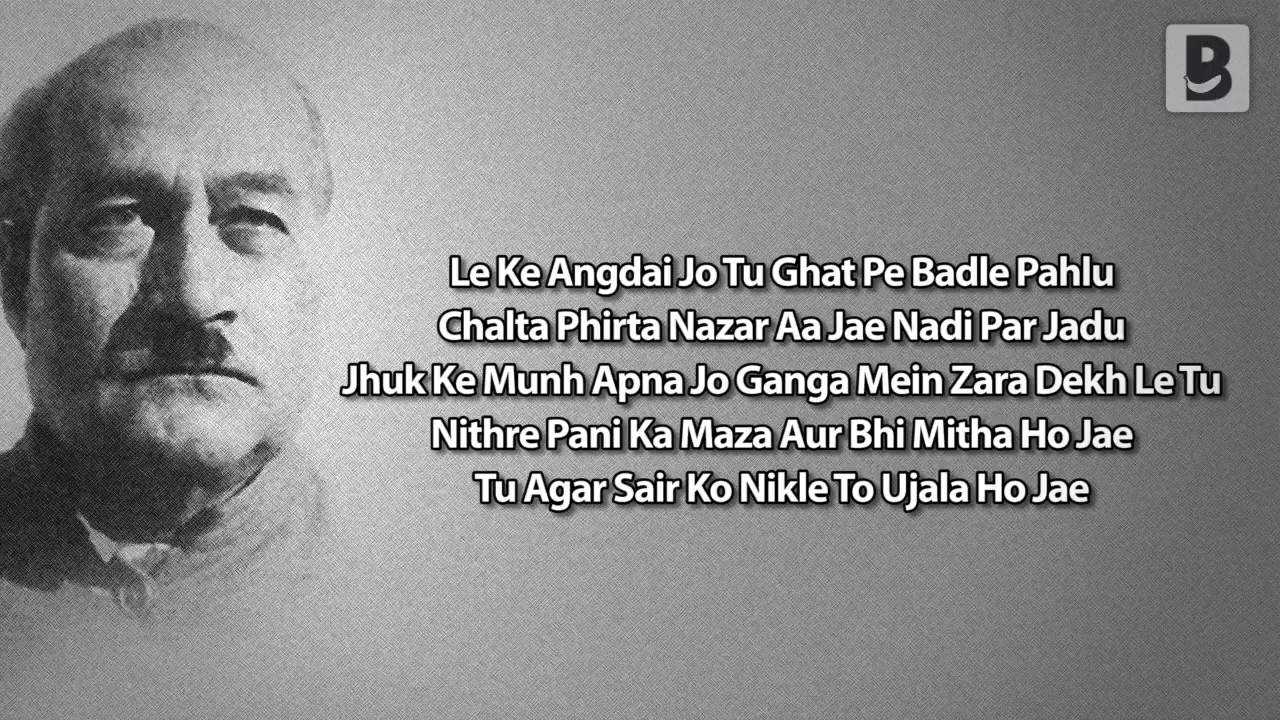 B
Le Ke Angdai Jo Tu Ghat Pe Badle Pahlu
Chalta Phirta Nazar Aa Jae Nadi Par Jadu
Jhuk Ke Munh Apna Jo Ganga Mein Zara Dekh Le Tu
Nithre Pani Ka Maza Aur Bhi Mitha Ho Jae
Tu Agar Sair Ko Nikle To Ujala Ho Jae